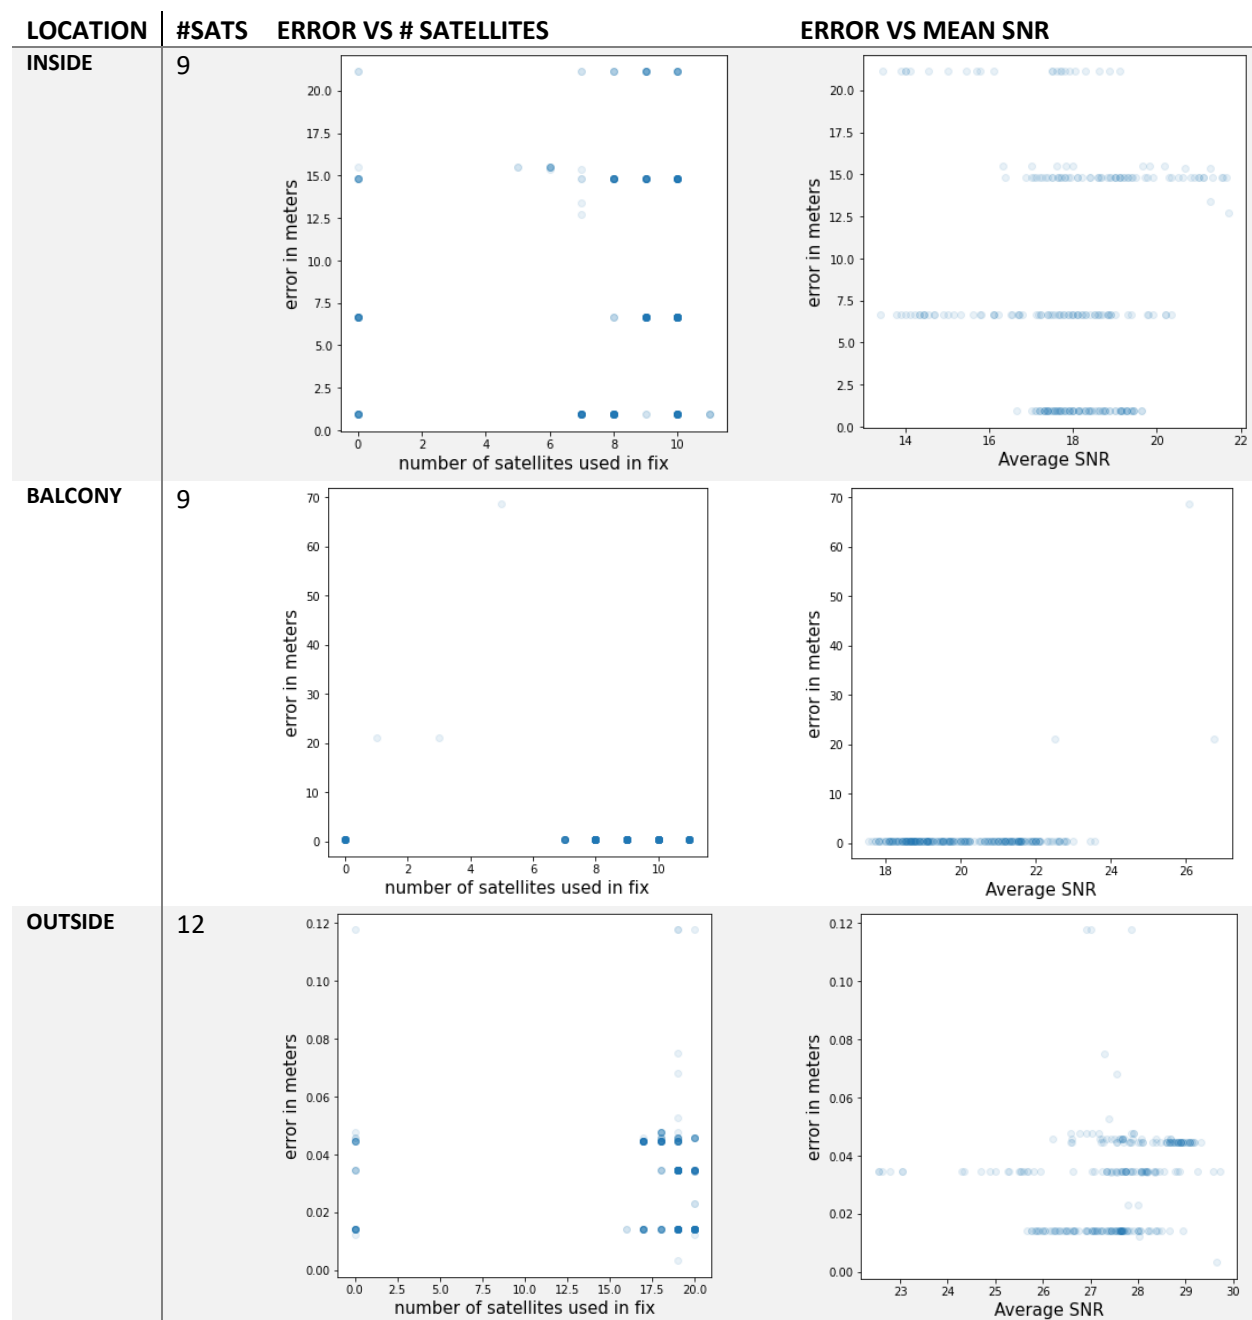 LOCATION #SATS ERROR VS # SATELLITES ERROR VS MEAN SNR
INSIDE 9
20.0
17.5
15.0
12.5
10.0
7.5
5.0
2.5
0.0
error in meters
0 2 4 6 8 10
number of satellites used in fix
20.0
17.5
15.0
12.5
10.0
7.5
5.0
2.5
0.0
error in meters
14 16 18 20 22
Average SNR
BALCONY 9
70
60
50
40
30
20
10
0
error in meters
0 2 4 6 8 10
number of satellites used in fix
70
60
50
40
30
20
10
0
error in meters
18 20 22 24 26
Average SNR
OUTSIDE 12
0.12
0.10
0.08
0.06
0.04
0.02
0.00
error in meters
0.0 2.5 5.0 7.5 10.0 12.5 15.0 17.5 20.0
number of satellites used in fix
0.12
0.10
0.08
0.06
0.04
0.02
0.00
error in meters
23 24 25 26 27 28 29 30
Average SNR